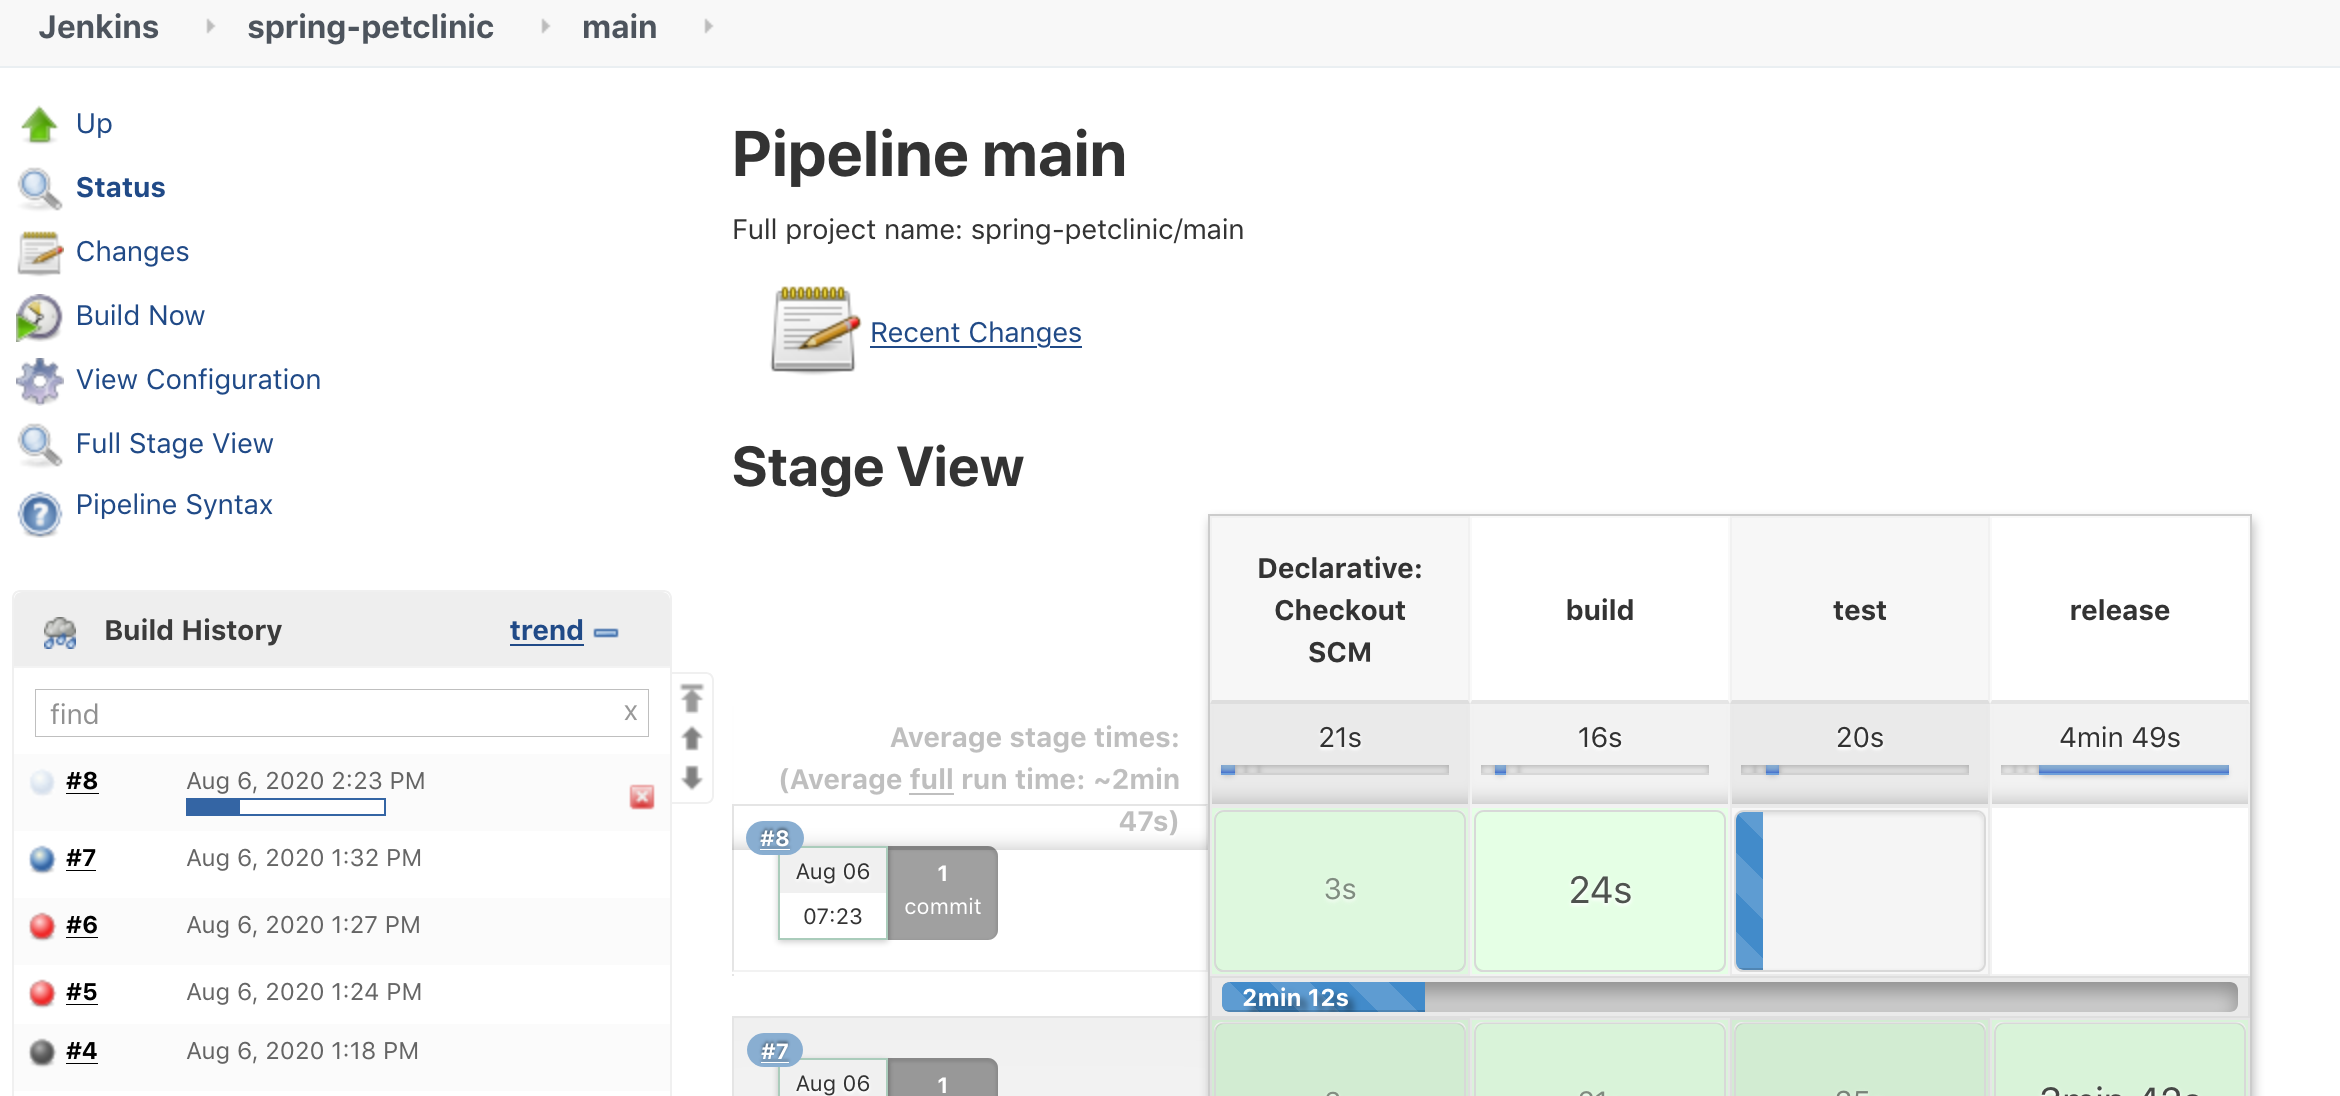 Jenkins spring-petclinic main
Up
Status
Changes
Build Now
View Configuration
Full Stage View
Pipeline Syntax
Build History trend
find x
#8 Aug 6, 2020 2:23 PM
#7 Aug 6, 2020 1:32 PM
#6 Aug 6, 2020 1:27 PM
#5 Aug 6, 2020 1:24 PM
#4 Aug 6, 2020 1:18 PM
Pipeline main
Full project name: spring-petclinic/main
Recent Changes
Stage View
Declarative:
Checkout
SCM
build
test
release
Average stage times:
(Average full run time: ~2min
47s)
21s
16s
20s
4min 49s
#8
Aug 06
07:23
1
commit
3s
24s
2min 12s
#7
Aug 06
1